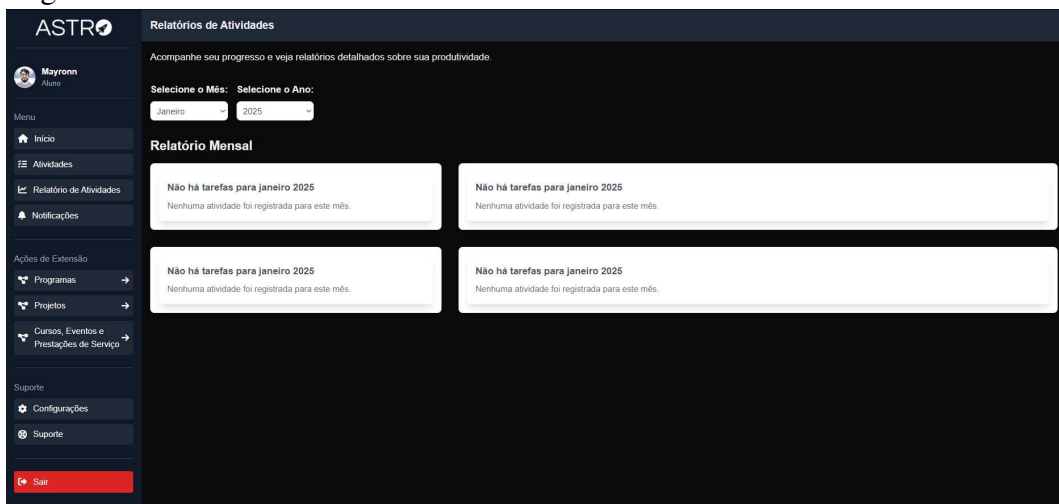 ASTRO
Mayronn
Aluno
Menu
Início
Atividades
Relatório de Atividades
Notificações
Ações de Extensão
Programas
Projetos
Cursos, Eventos e
Prestações de Serviço
Suporte
Configurações
Suporte
Sair
Relatórios de Atividades
Acompanhe seu progresso e veja relatórios detalhados sobre sua produtividade.
Selecione o Mês: Selecione o Ano:
Janeiro 2025
Relatório Mensal
Não há tarefas para janeiro 2025
Nenhuma atividade foi registrada para este mês.
Não há tarefas para janeiro 2025
Nenhuma atividade foi registrada para este mês.
Não há tarefas para janeiro 2025
Nenhuma atividade foi registrada para este mês.
Não há tarefas para janeiro 2025
Nenhuma atividade foi registrada para este mês.